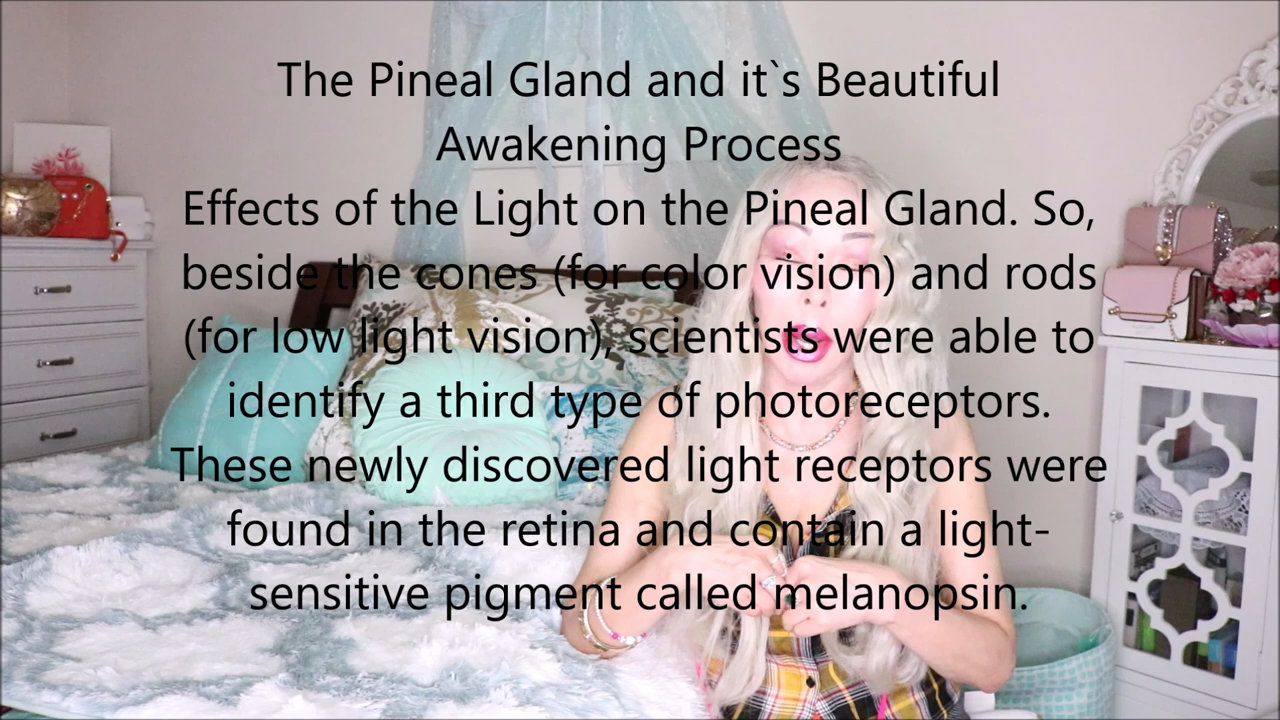 The Pineal Gland and it`s Beautiful
Awakening Process
Effects of the Light on the Pineal Gland. So,
beside the cones (for color vision) and rods
(for low light vision), scientists were able to
identify a third type of photoreceptors.
These newly discovered light receptors were
found in the retina and contain a light-
sensitive pigment called melanopsin.